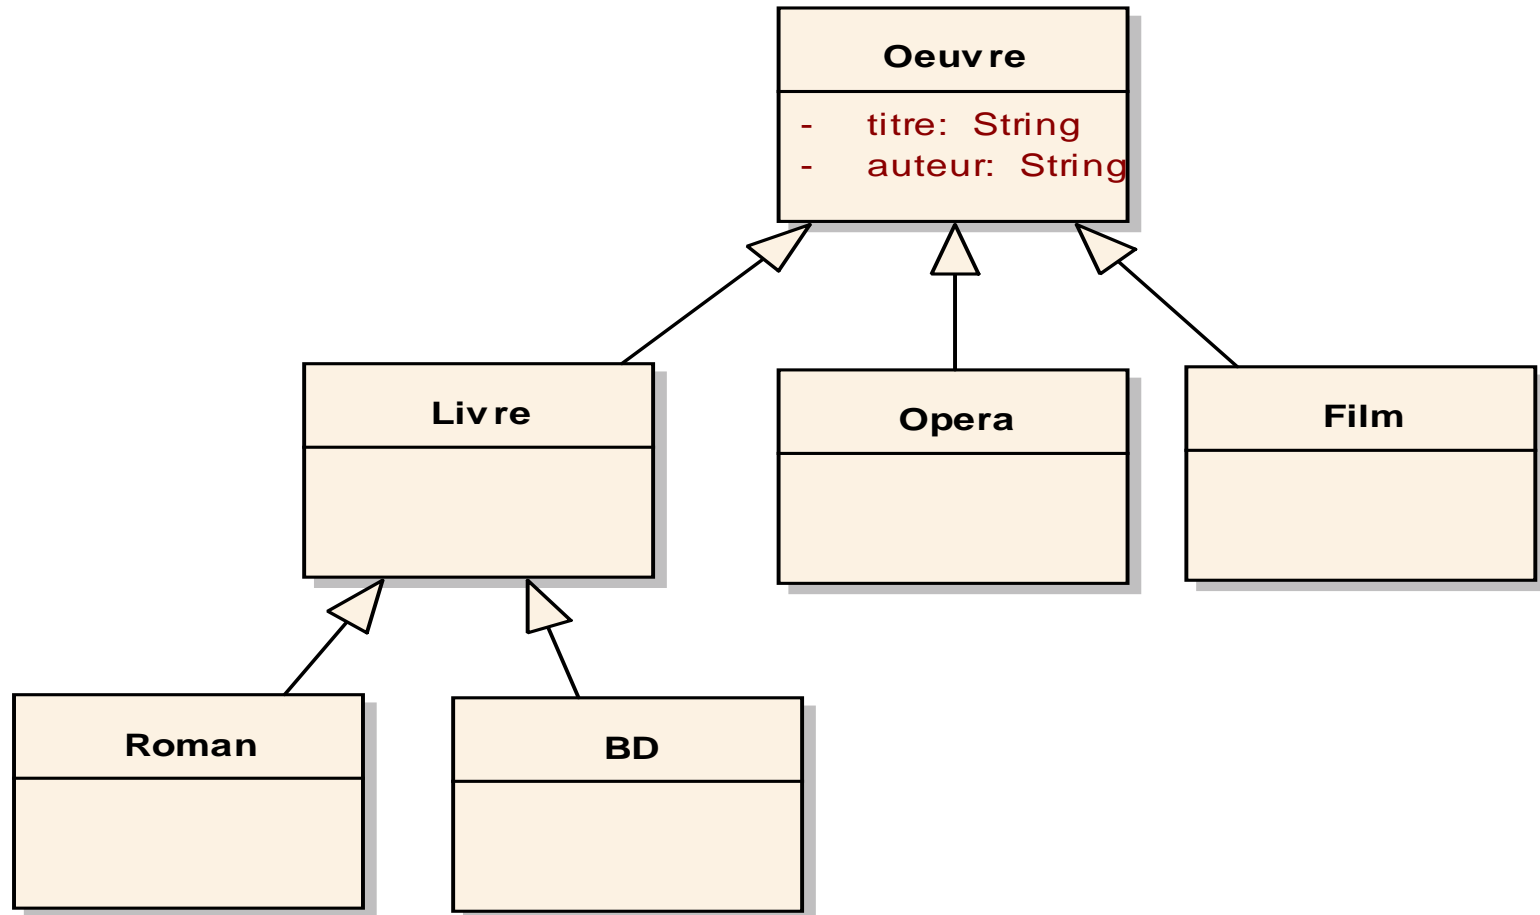 Oeuvre
- titre: String
- auteur: String
Livre
Opera
Film
Roman
BD